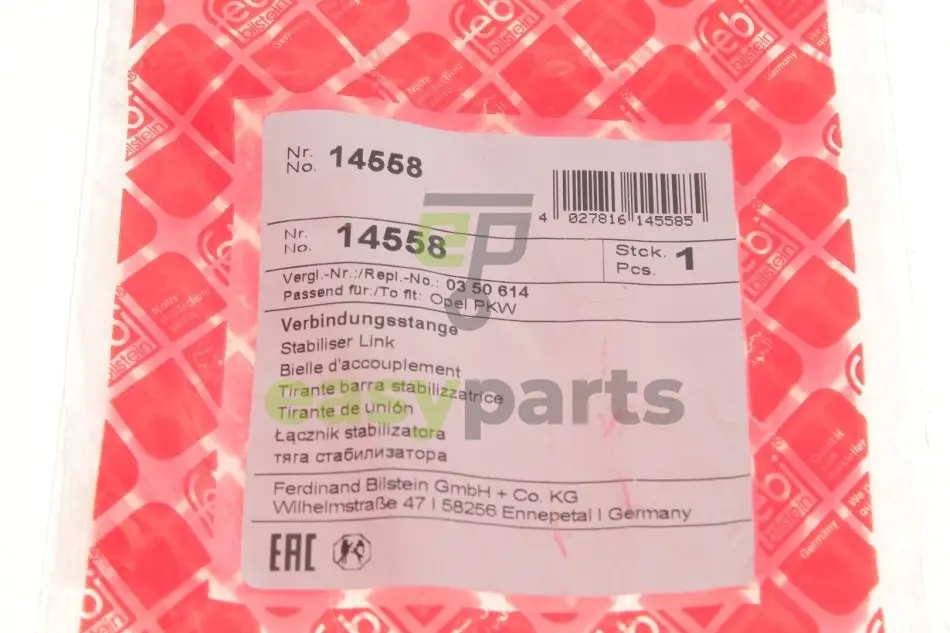 Nr.
No. 14558
4 027816 145585
Nr.
No. 14558
Stck.
Pcs. 1
Vergl.-Nr.:/Repl.-No.: 03 50 614
Passend für:/To fit: Opel PKW
Verbindungsstange
Stabiliser Link
Bielle d'accouplement
Tirante barra stabilizzatrice
Tirante de unión
Łącznik stabilizatora
тяга стабилизатора
Ferdinand Bilstein GmbH + Co. KG
Wilhelmstraße 47 I 58256 Ennepetal I Germany
EAC
EP
easyparts
febi
bilstein
Germany